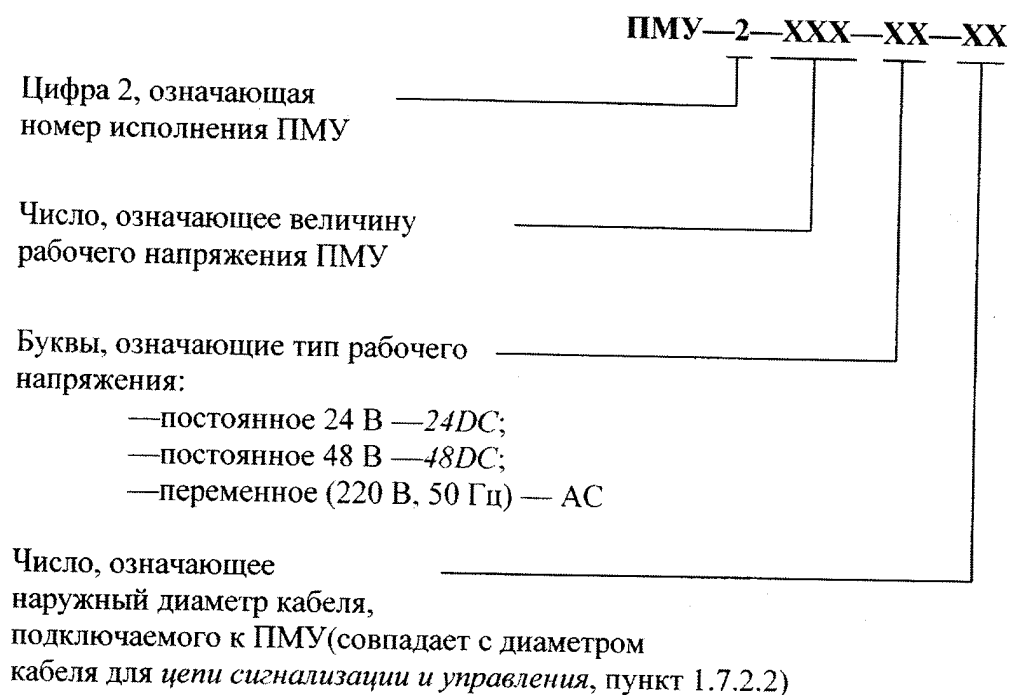 ПМУ—2—XXX—XX—XX
Цифра 2, означающая
номер исполнения ПМУ
Число, означающее величину
рабочего напряжения ПМУ
Буквы, означающие тип рабочего
напряжения:
—постоянное 24 В —24DC;
—постоянное 48 В —48DC;
—переменное (220 В, 50 Гц) — AC
Число, означающее
наружный диаметр кабеля,
подключаемого к ПМУ(совпадает с диаметром
кабеля для цепи сигнализации и управления, пункт 1.7.2.2)